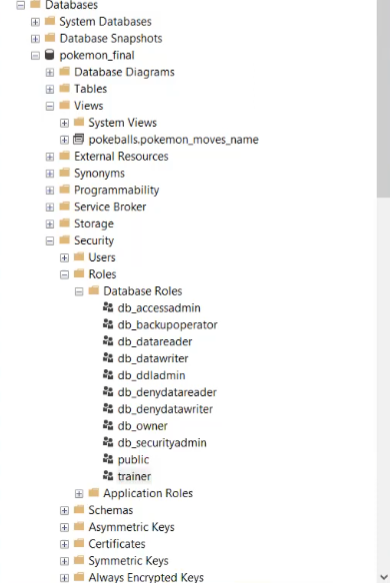 Databases
System Databases
Database Snapshots
pokemon_final
Database Diagrams
Tables
Views
System Views
pokeballs.pokemon_moves_name
External Resources
Synonyms
Programmability
Service Broker
Storage
Security
Users
Roles
Database Roles
db_accessadmin
db_backupoperator
db_datareader
db_datawriter
db_ddladmin
db_denydatareader
db_denydatawriter
db_owner
db_securityadmin
public
trainer
Application Roles
Schemas
Asymmetric Keys
Certificates
Symmetric Keys
Always Encrypted Keys